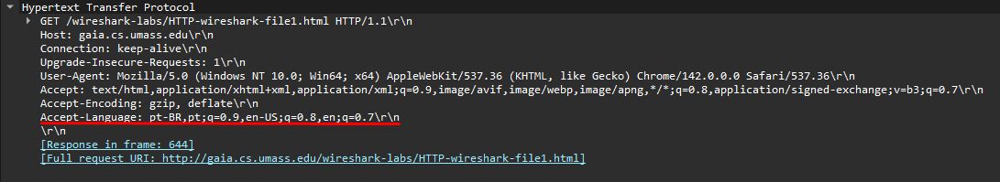 Hypertext Transfer Protocol
GET /wireshark-labs/HTTP-wireshark-file1.html HTTP/1.1\r\n
Host: gaia.cs.umass.edu\r\n
Connection: keep-alive\r\n
Upgrade-Insecure-Requests: 1\r\n
User-Agent: Mozilla/5.0 (Windows NT 10.0; Win64; x64) AppleWebKit/537.36 (KHTML, like Gecko) Chrome/142.0.0.0 Safari/537.36\r\n
Accept: text/html,application/xhtml+xml,application/xml;q=0.9,image/avif,image/webp,image/apng,*/*;q=0.8,application/signed-exchange;v=b3;q=0.7\r\n
Accept-Encoding: gzip, deflate\r\n
Accept-Language: pt-BR,pt;q=0.9,en-US;q=0.8,en;q=0.7\r\n
\r\n
[Response in frame: 644]
[Full request URI: http://gaia.cs.umass.edu/wireshark-labs/HTTP-wireshark-file1.html]